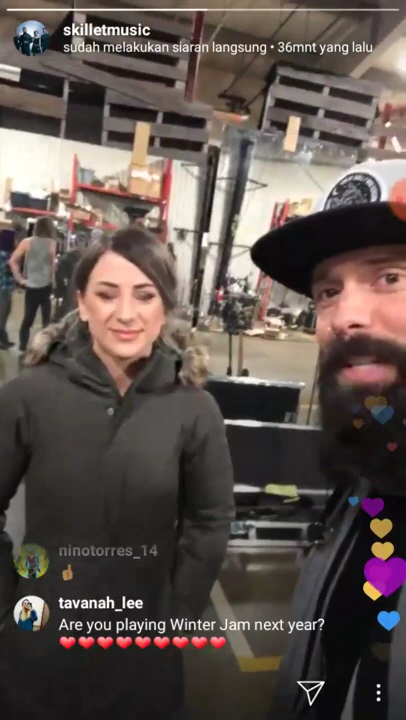 skilletmusic
sudah melakukan siaran langsung • 36mnt yang lalu
ninotorres_14
tavanah_lee
Are you playing Winter Jam next year?